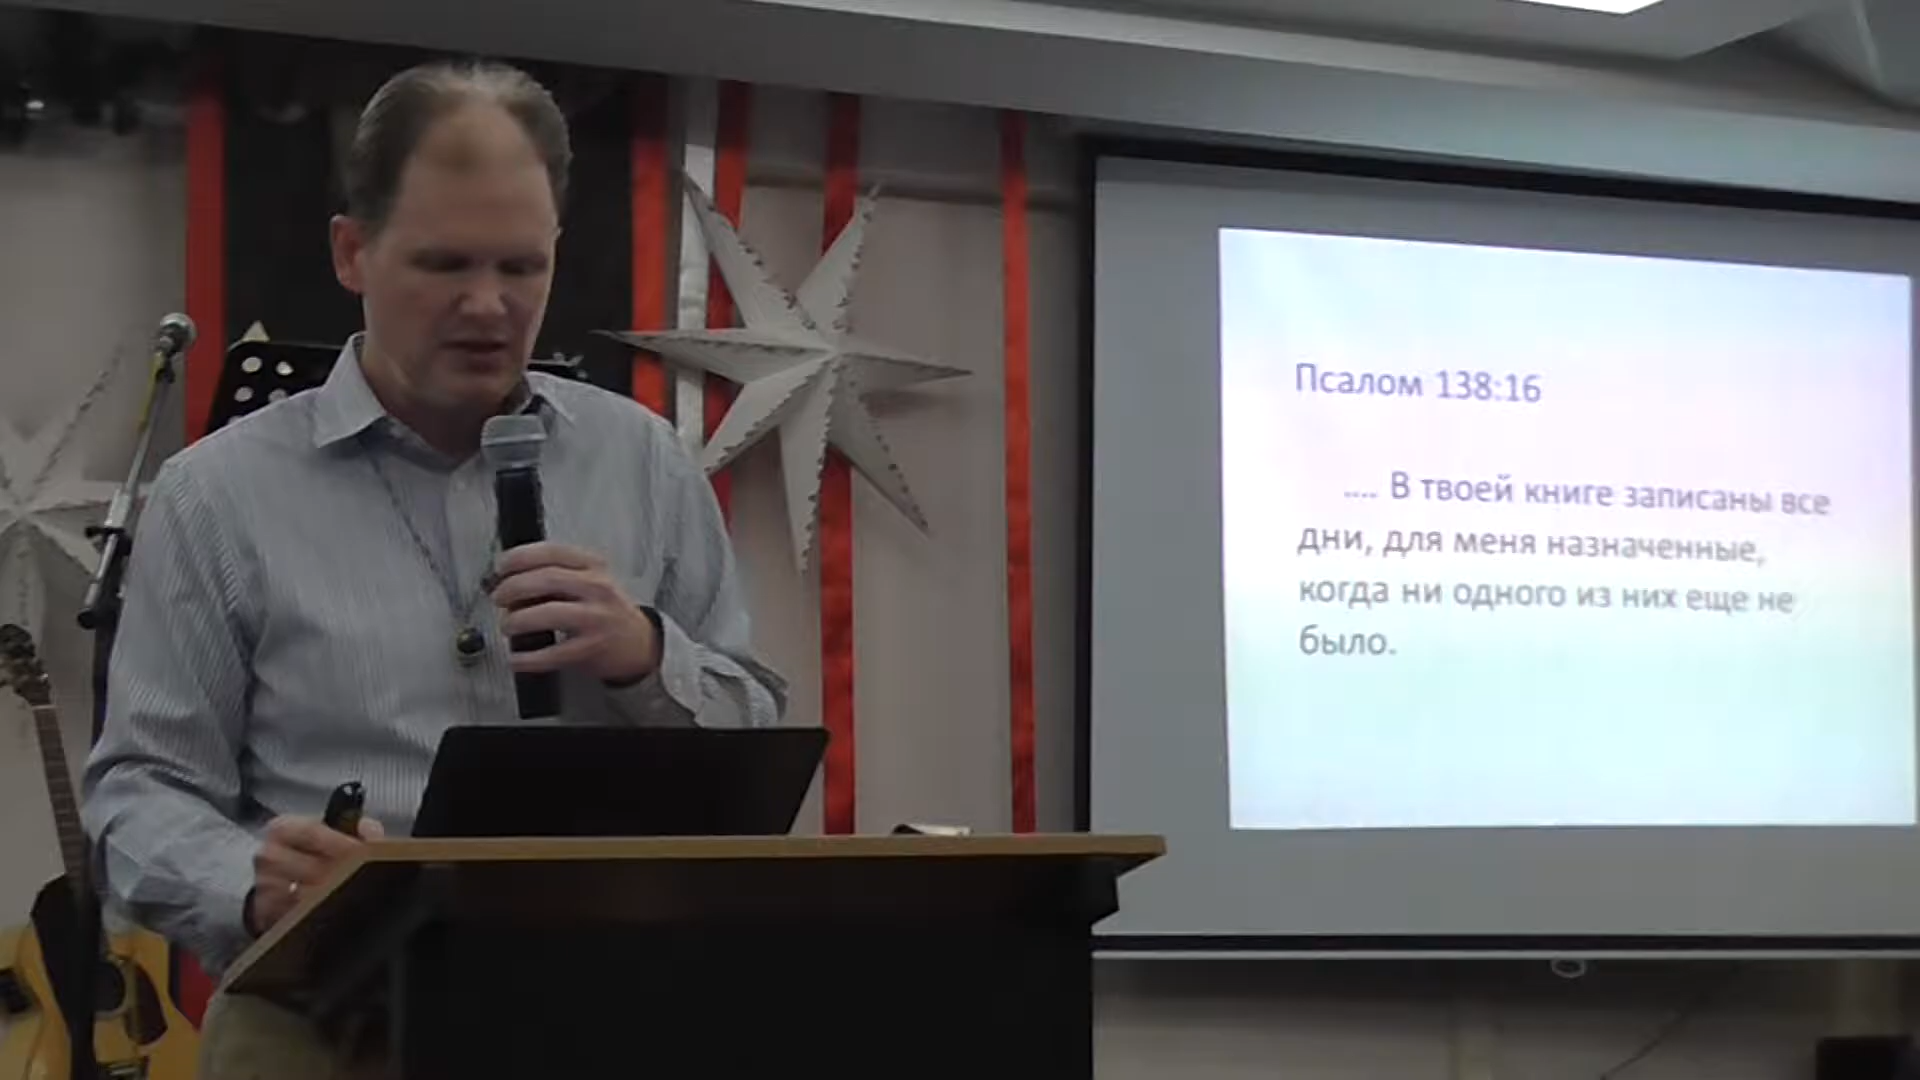 Псалом 138:16
.... В твоей книге записаны все
дни, для меня назначенные,
когда ни одного из них еще не
было.